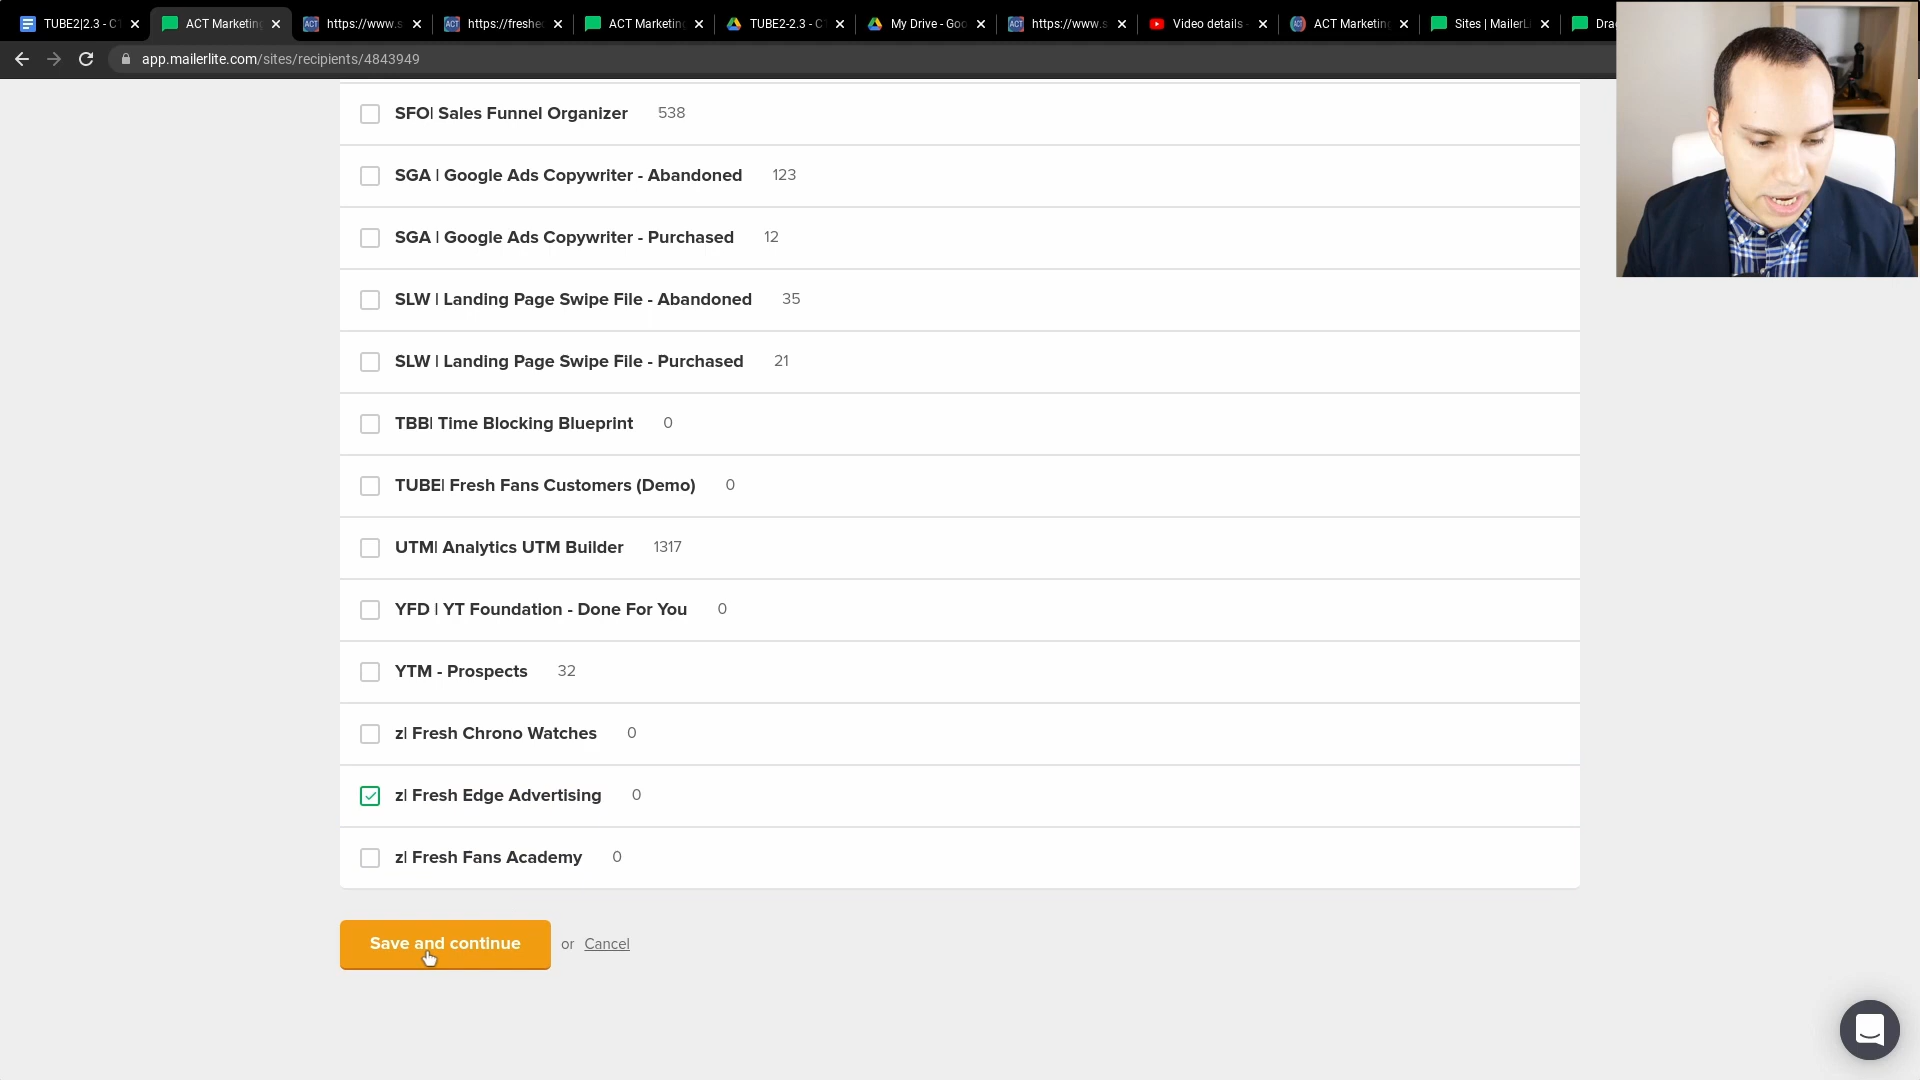 TUBE2|2.3 - C
ACT Marketing
https://www.s
https://freshe
ACT Marketing
TUBE2-2.3 - C
My Drive - Goo
https://www.s
Video details -
ACT Marketing
Sites | MailerL
Dra
app.mailerlite.com/sites/recipients/4843949
SFO| Sales Funnel Organizer 538
SGA | Google Ads Copywriter - Abandoned 123
SGA | Google Ads Copywriter - Purchased 12
SLW | Landing Page Swipe File - Abandoned 35
SLW | Landing Page Swipe File - Purchased 21
TBB| Time Blocking Blueprint 0
TUBE| Fresh Fans Customers (Demo) 0
UTM| Analytics UTM Builder 1317
YFD | YT Foundation - Done For You 0
YTM - Prospects 32
z| Fresh Chrono Watches 0
z| Fresh Edge Advertising 0
z| Fresh Fans Academy 0
Save and continue or Cancel